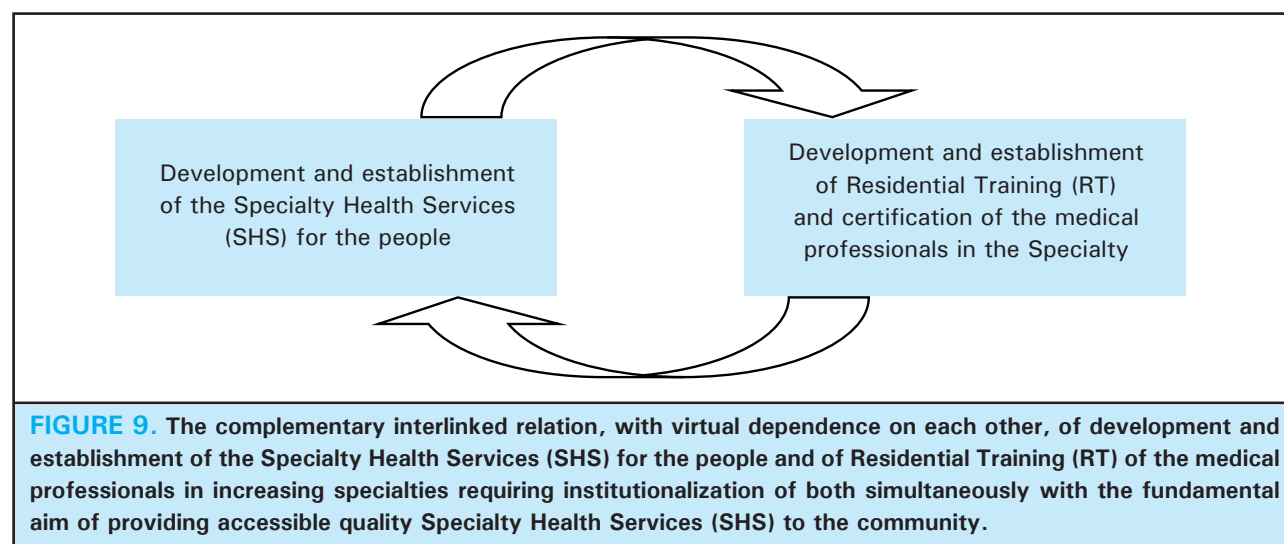 Development and establishment
of the Specialty Health Services
(SHS) for the people
Development and establishment
of Residential Training (RT)
and certification of the medical
professionals in the Specialty
FIGURE 9. The complementary interlinked relation, with virtual dependence on each other, of development and
establishment of the Specialty Health Services (SHS) for the people and of Residential Training (RT) of the medical
professionals in increasing specialties requiring institutionalization of both simultaneously with the fundamental
aim of providing accessible quality Specialty Health Services (SHS) to the community.